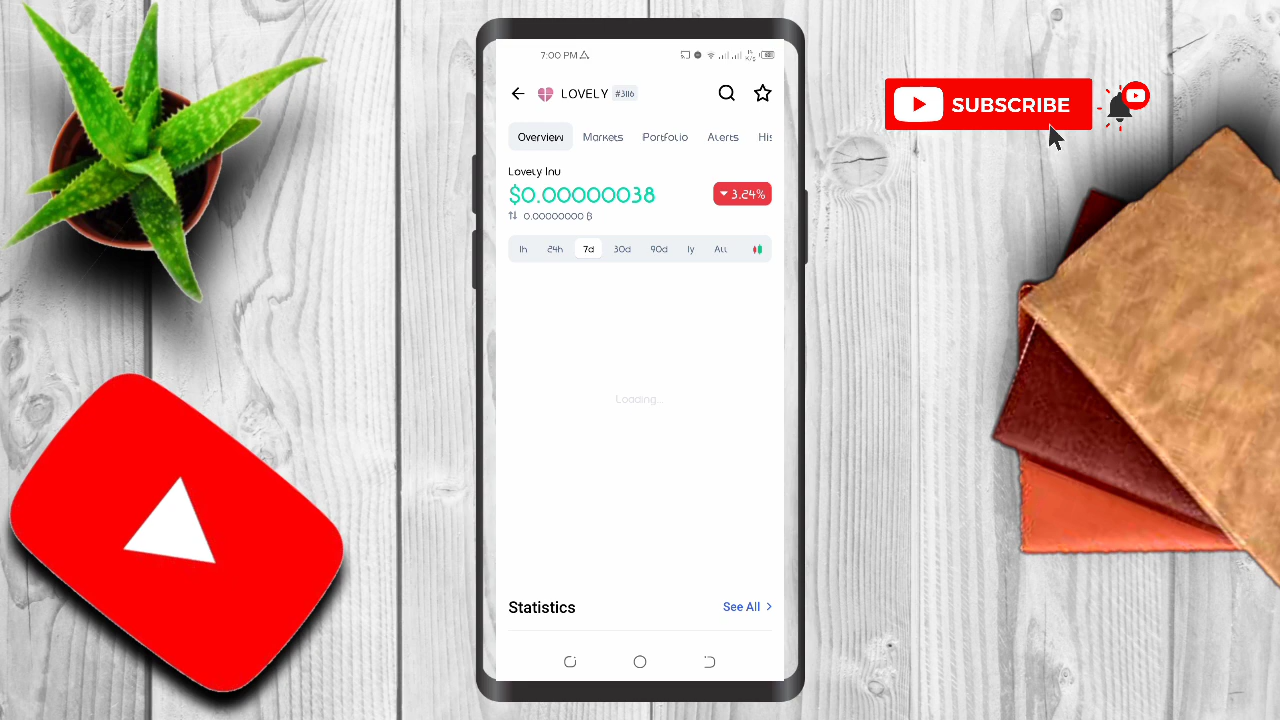 7:00 PM
LOVELY #3116
Overview Markets Portfolio Alerts His
Lovely Inu
$0.00000038 3.24%
0.00000000 B
1h 24h 7d 30d 90d 1y All
Loading...
Statistics See All
SUBSCRIBE